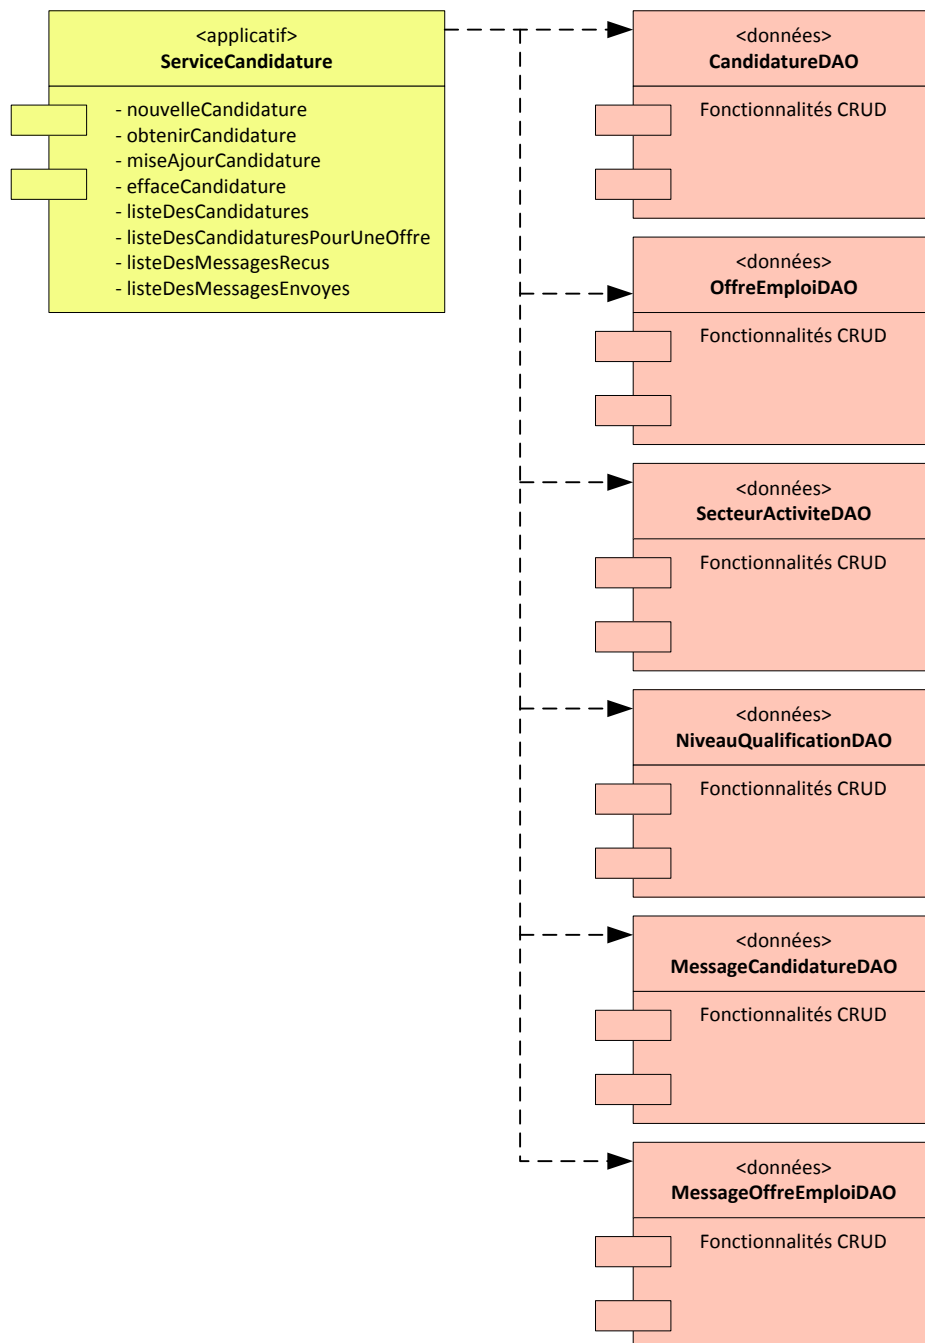 <applicatif>
ServiceCandidature
- nouvelleCandidature
- obtenirCandidature
- miseAjourCandidature
- effaceCandidature
- listeDesCandidatures
- listeDesCandidaturesPourUneOffre
- listeDesMessagesRecus
- listeDesMessagesEnvoyes
<données>
CandidatureDAO
Fonctionnalités CRUD
<données>
OffreEmploiDAO
Fonctionnalités CRUD
<données>
SecteurActiviteDAO
Fonctionnalités CRUD
<données>
NiveauQualificationDAO
Fonctionnalités CRUD
<données>
MessageCandidatureDAO
Fonctionnalités CRUD
<données>
MessageOffreEmploiDAO
Fonctionnalités CRUD